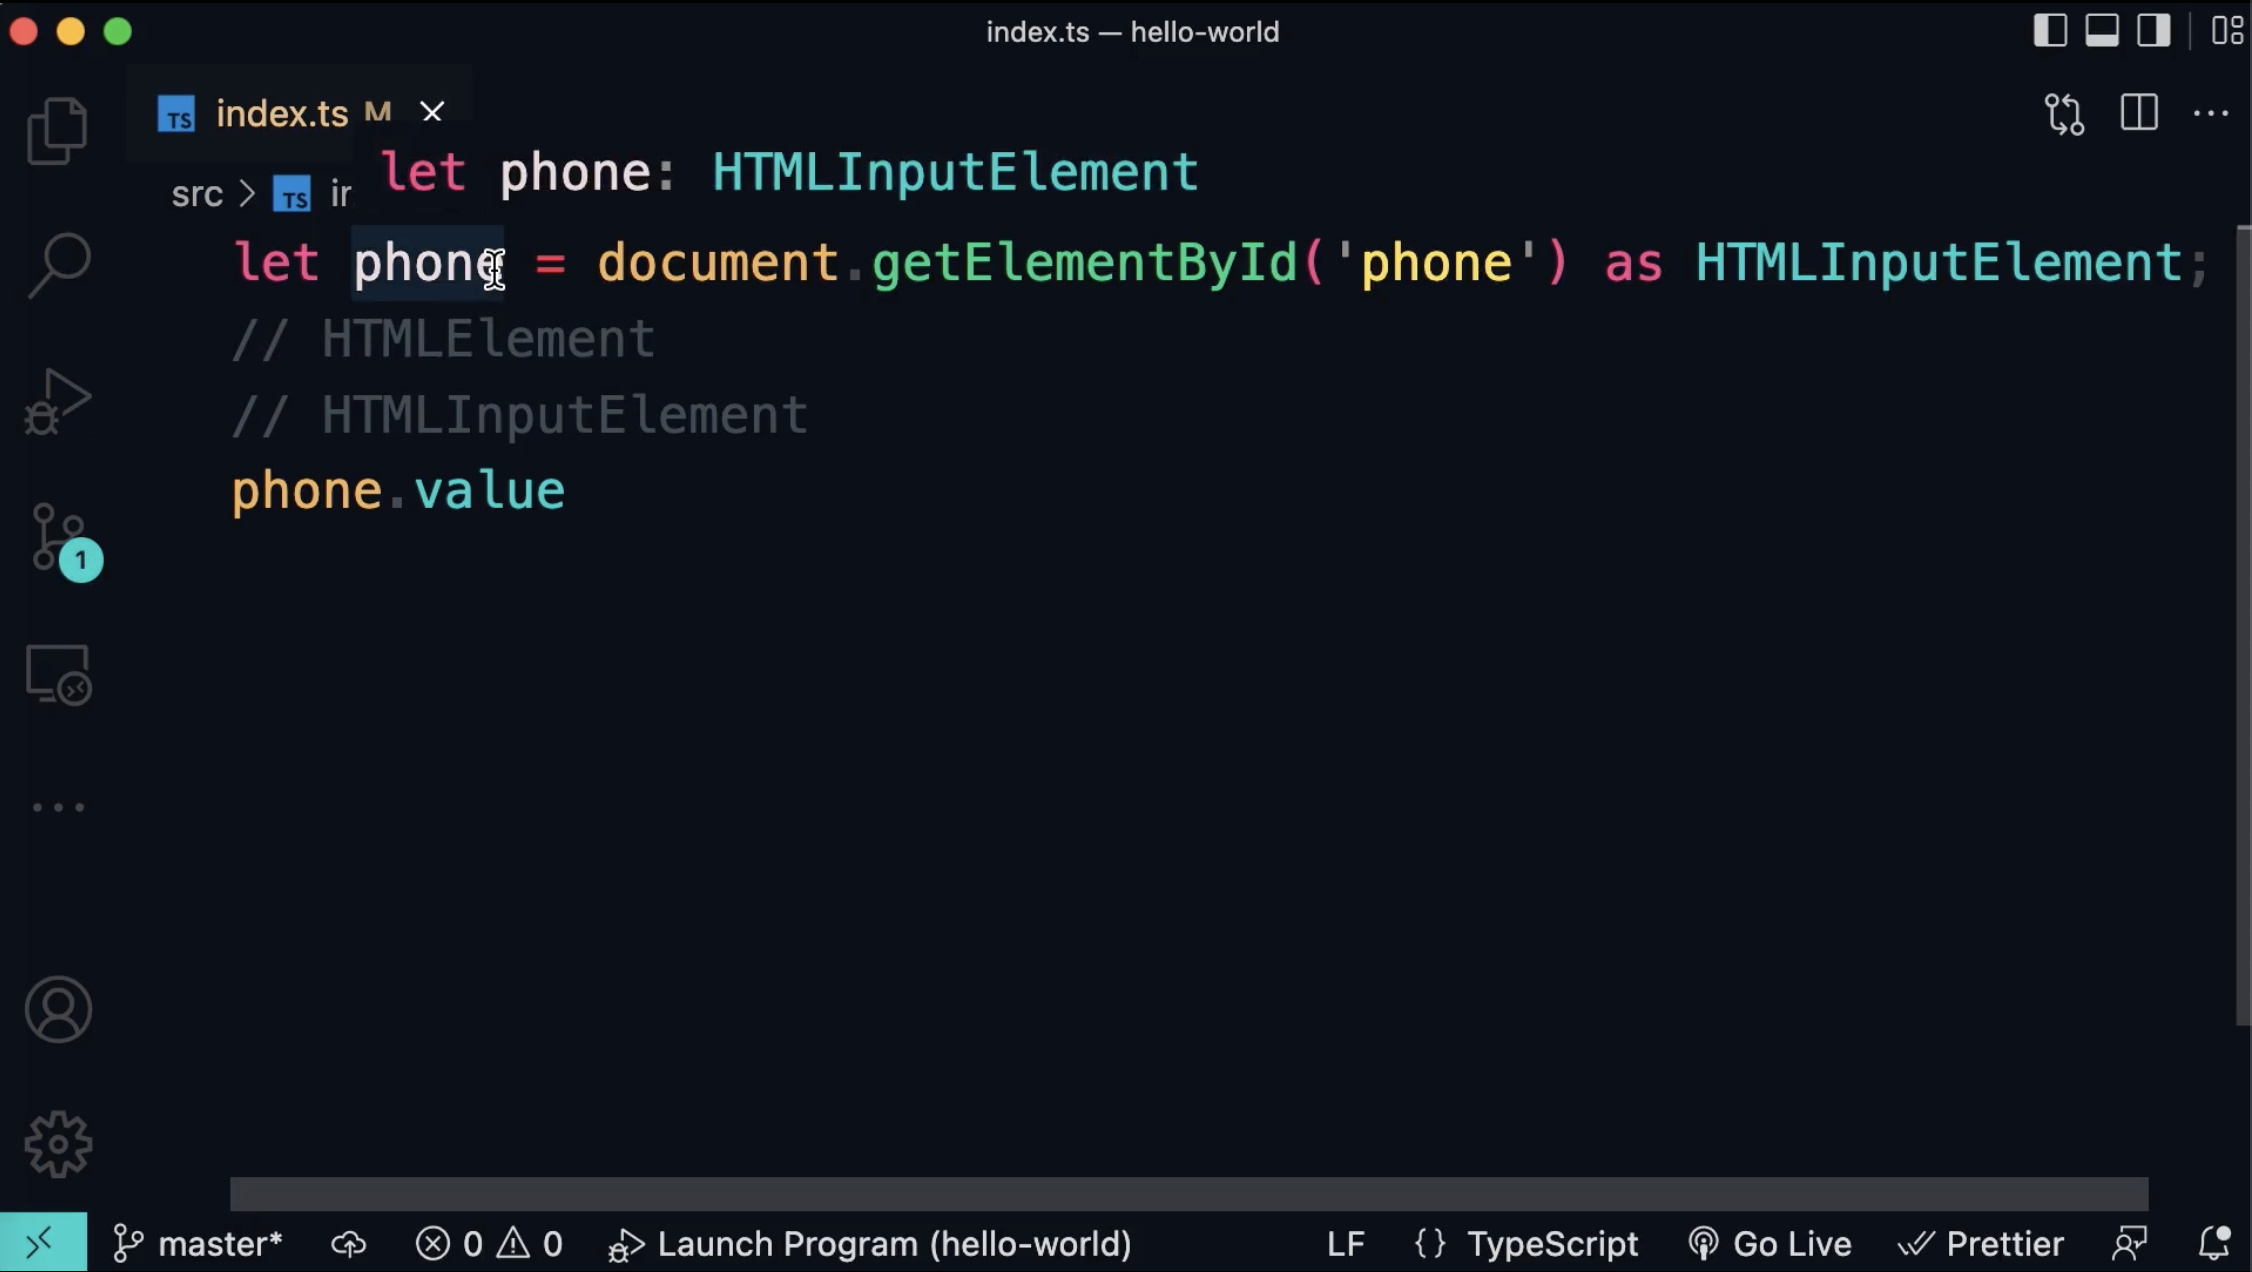 index.ts — hello-world
TS index.ts M
let phone: HTMLInputElement
src > TS in
let phone = document.getElementById('phone') as HTMLInputElement;
// HTMLElement
// HTMLInputElement
phone.value
1
master* 0 0 Launch Program (hello-world) LF {} TypeScript Go Live Prettier